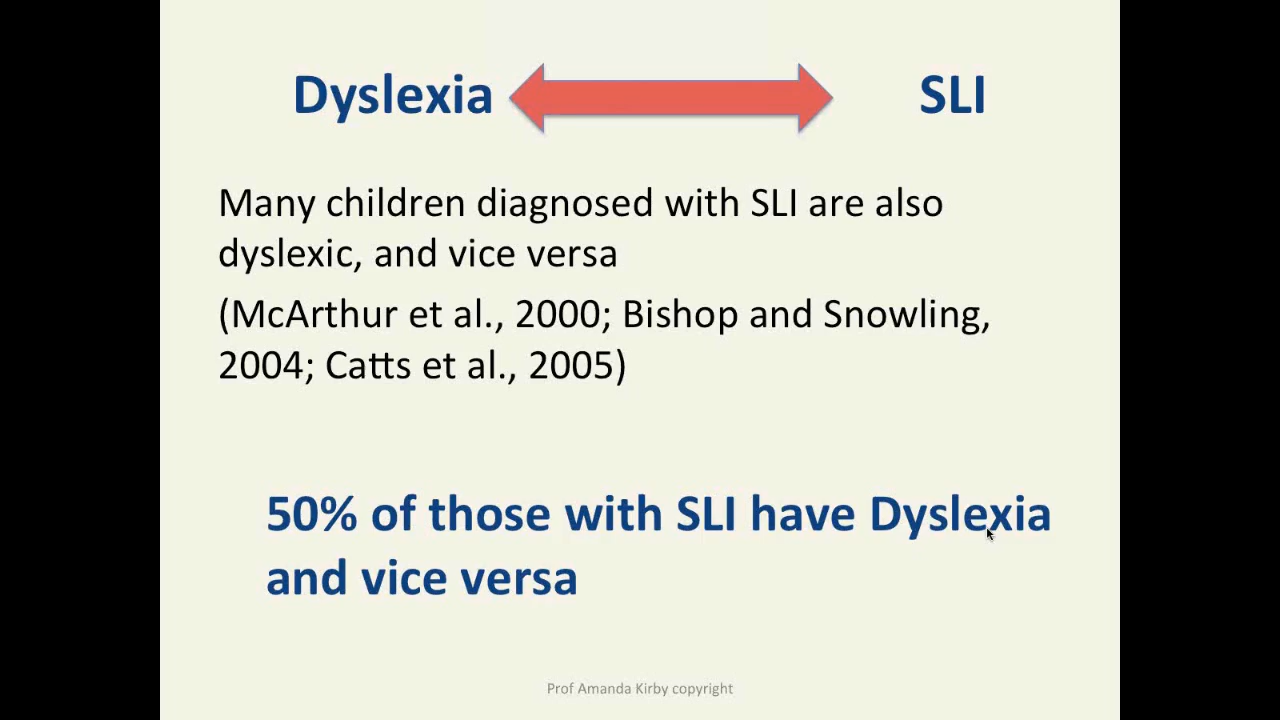 Dyslexia SLI
Many children diagnosed with SLI are also
dyslexic, and vice versa
(McArthur et al., 2000; Bishop and Snowling,
2004; Catts et al., 2005)
50% of those with SLI have Dyslexia
and vice versa
Prof Amanda Kirby copyright